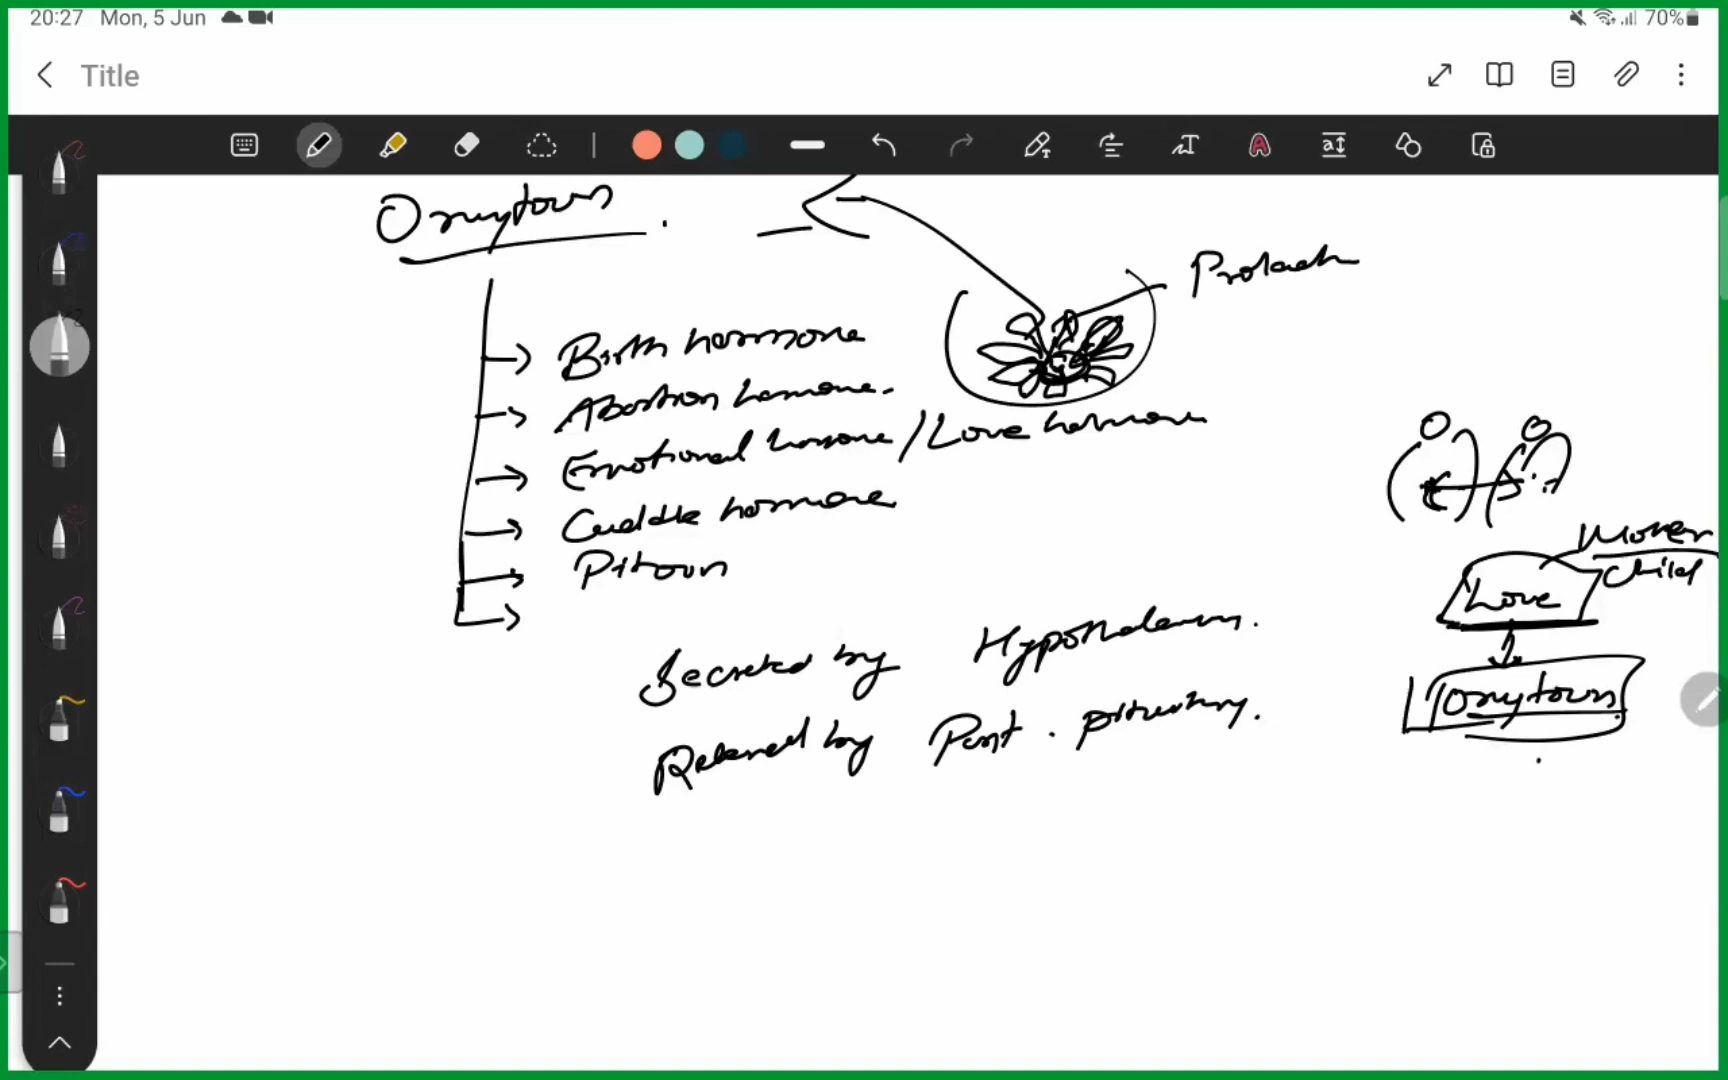 20:27 Mon, 5 Jun 70%
Title
Oxytocin
Prolactin
Birth hormone
Abortion hormone.
Emotional hormone / Love hormone
Cuddle hormone
Pitocin
Mother
Child
Love
Secreted by Hypothalamus.
Oxytocin
Released by Post. pituitary.